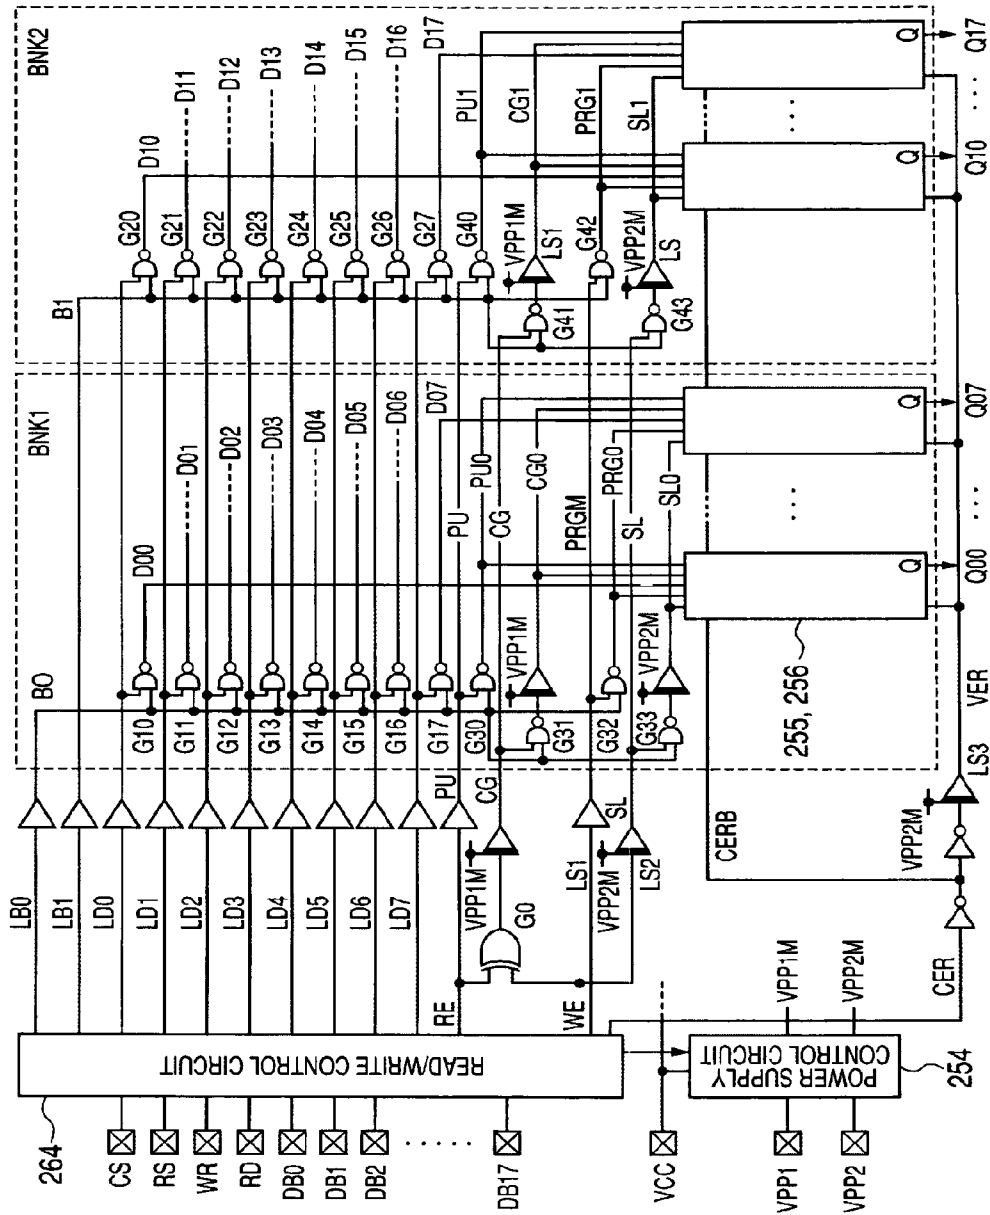 BNK2
BNK1
B1
B0
D10
D11
D12
D13
D14
D15
D16
D17
G20
G21
G22
G23
G24
G25
G26
G27
G40
G41
G42
G43
VPP1M
LS1
VPP2M
LS
PU1
CG1
PRG1
SL1
Q
Q
Q17
Q10
...
...
D00
D01
D02
D03
D04
D05
D06
D07
G10
G11
G12
G13
G14
G15
G16
G17
G30
G31
G32
G33
PU
CG
PRGM
SL
PU0
CG0
PRG0
SL0
VPP1M
VPP2M
Q
Q
Q07
Q00
...
...
255, 256
VER
LB0
LB1
LD0
LD1
LD2
LD3
LD4
LD5
LD6
LD7
PU
CG
VPP1M
G0
LS1
SL
VPP2M
LS2
CERB
VPP2M
LS3
RE
WE
CER
VPP1M
VPP2M
READ/WRITE CONTROL CIRCUIT
264
POWER SUPPLY
CONTROL CIRCUIT
254
CS
RS
WR
RD
DB0
DB1
DB2
.....
DB17
VCC
VPP1
VPP2